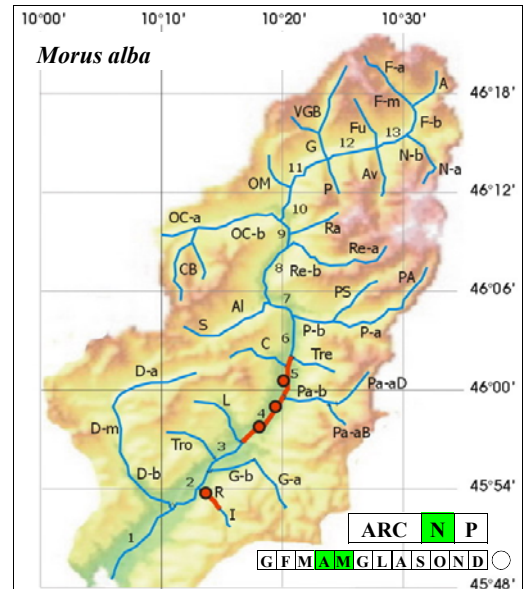 10°00' 10°10' 10°20' 10°30'
Morus alba
F-a
A
46°18'
F-m
VGB
F-b
Fu
13
G 12
N-b
11
N-a
OM
P
Av
46°12'
10
OC-a
Ra
OC-b 9
Re-a
CB
8 Re-b
PA
46°06'
PS
Al 7
S
P-b P-a
6
C
Tre
D-a
5
46°00'
Pa-aD
Pa-b
L
4
D-m
Pa-aB
Tro 3
D-b
G-b G-a
45°54'
2
R
I
ARC N P
1
G F M A M G L A S O N D
45°48'